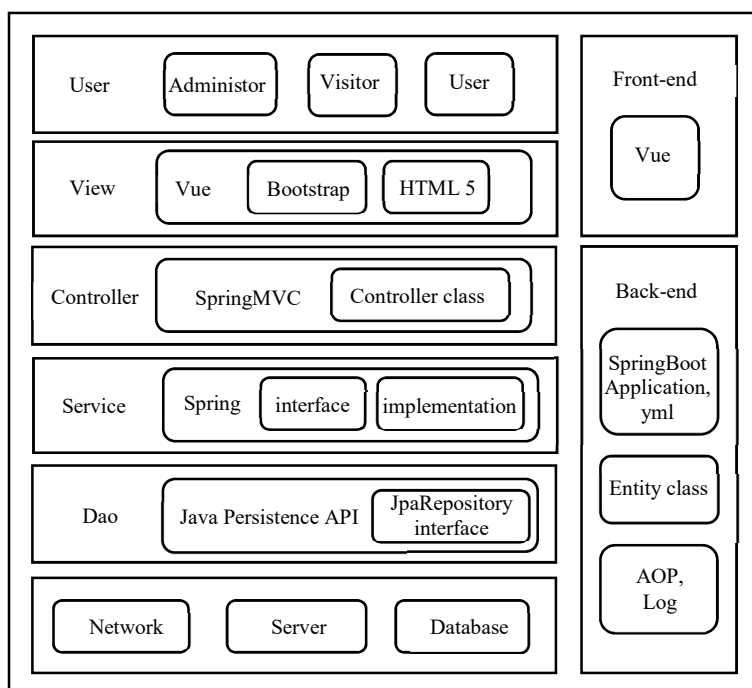 User
Administor
Visitor
User
View
Vue
Bootstrap
HTML 5
Controller
SpringMVC
Controller class
Service
Spring
interface
implementation
Dao
Java Persistence API
JpaRepository
interface
Network
Server
Database
Front-end
Vue
Back-end
SpringBoot
Application,
yml
Entity class
AOP,
Log